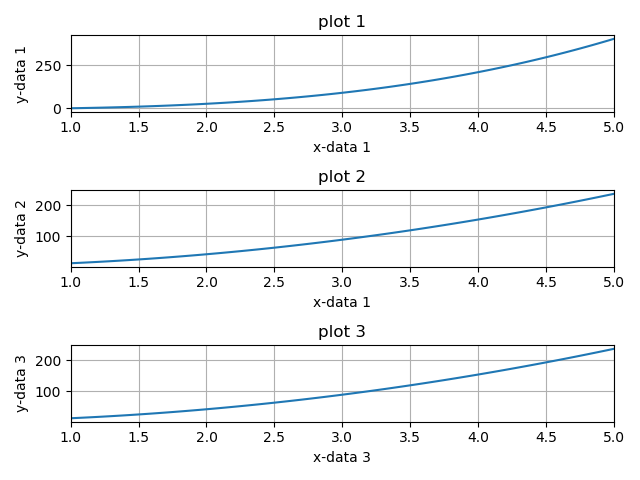 plot 1
y-data 1
250
0
1.0 1.5 2.0 2.5 3.0 3.5 4.0 4.5 5.0
x-data 1
plot 2
y-data 2
200
100
1.0 1.5 2.0 2.5 3.0 3.5 4.0 4.5 5.0
x-data 1
plot 3
y-data 3
200
100
1.0 1.5 2.0 2.5 3.0 3.5 4.0 4.5 5.0
x-data 3